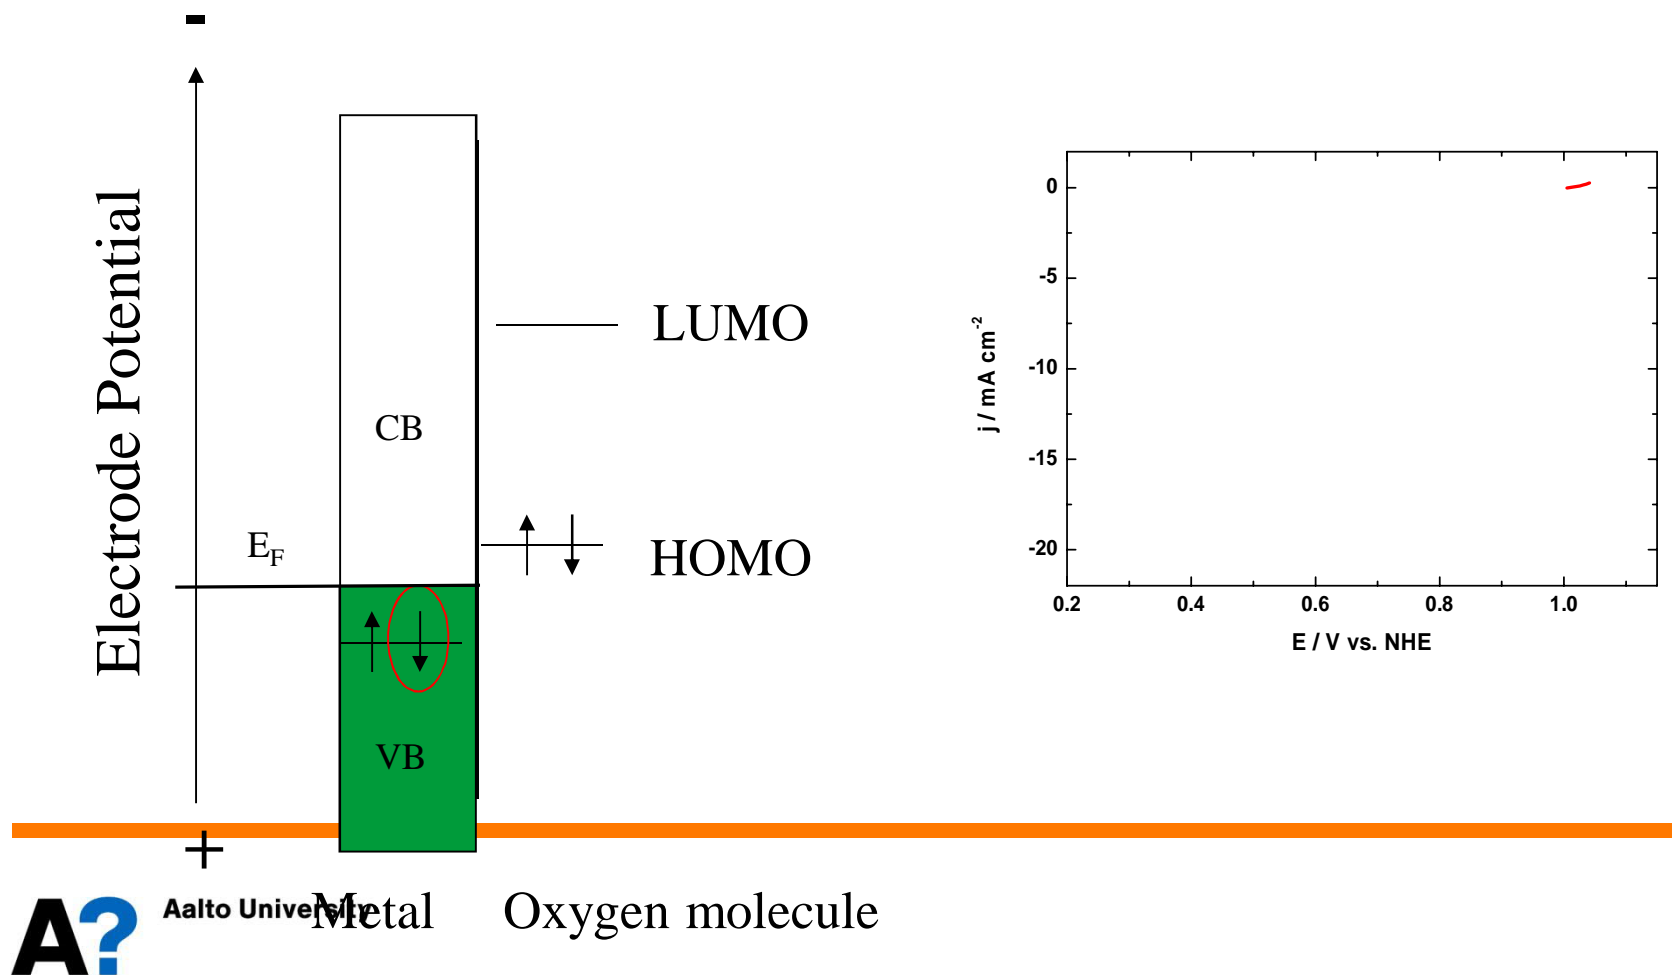 -
Electrode Potential
LUMO
CB
E_F
HOMO
VB
+
Metal
Oxygen molecule
Aalto University
A?
0
-5
-10
-15
-20
j / mA cm⁻²
0.2 0.4 0.6 0.8 1.0
E / V vs. NHE